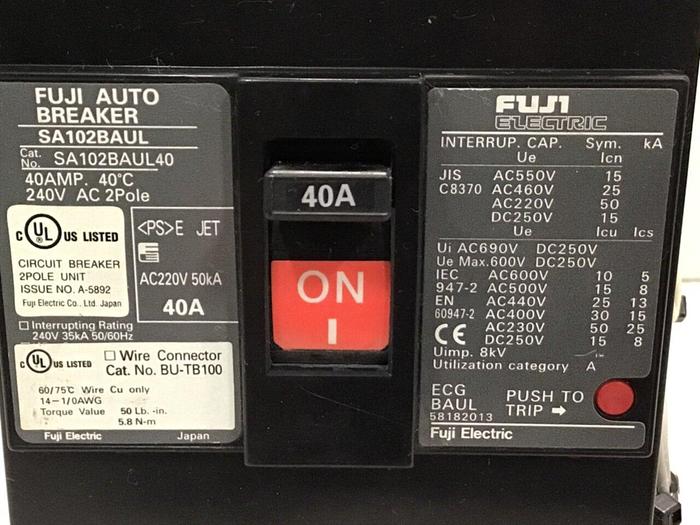 FUJI AUTO
BREAKER
SA102BAUL
Cat. No. SA102BAUL40
40AMP. 40°C
240V AC 2Pole
C UL US LISTED
CIRCUIT BREAKER
2POLE UNIT
ISSUE NO. A-5892
Fuji Electric Co., Ltd. Japan
<PS>E JET
AC220V 50kA
40A
□ Interrupting Rating
240V 35kA 50/60Hz
C UL US LISTED
□ Wire Connector
Cat. No. BU-TB100
60/75℃ Wire Cu only
14-1/0AWG
Torque Value 50 Lb. -in.
5.8 N-m
Fuji Electric Japan
40A
ON
I
FUJI
ELECTRIC
INTERRUP. CAP. Sym. kA
Ue Icn
JIS AC550V 15
C8370 AC460V 25
AC220V 50
DC250V 15
Ue Icu Ics
Ui AC690V DC250V
Ue Max.600V DC250V
IEC AC600V 10 5
947-2 AC500V 15 8
EN AC440V 25 13
60947-2 AC400V 30 15
CE AC230V 50 25
DC250V 15 8
Uimp. 8kV
Utilization category A
ECG
BAUL
58182013
PUSH TO
TRIP ➡
Fuji Electric